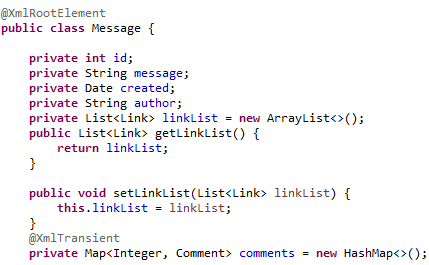 @XmlRootElement
public class Message {
private int id;
private String message;
private Date created;
private String author;
private List<Link> linkList = new ArrayList<>();
public List<Link> getLinkList() {
return linkList;
}
public void setLinkList(List<Link> linkList) {
this.linkList = linkList;
}
@XmlTransient
private Map<Integer, Comment> comments = new HashMap<>();